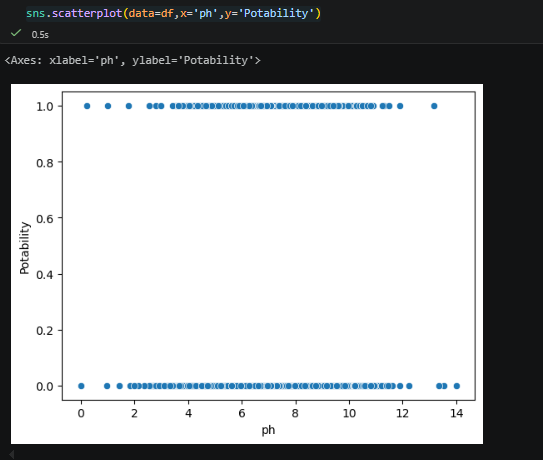 sns.scatterplot(data=df,x='ph',y='Potability')
0.5s
<Axes: xlabel='ph', ylabel='Potability'>
1.0
0.8
0.6
0.4
0.2
0.0
Potability
0 2 4 6 8 10 12 14
ph